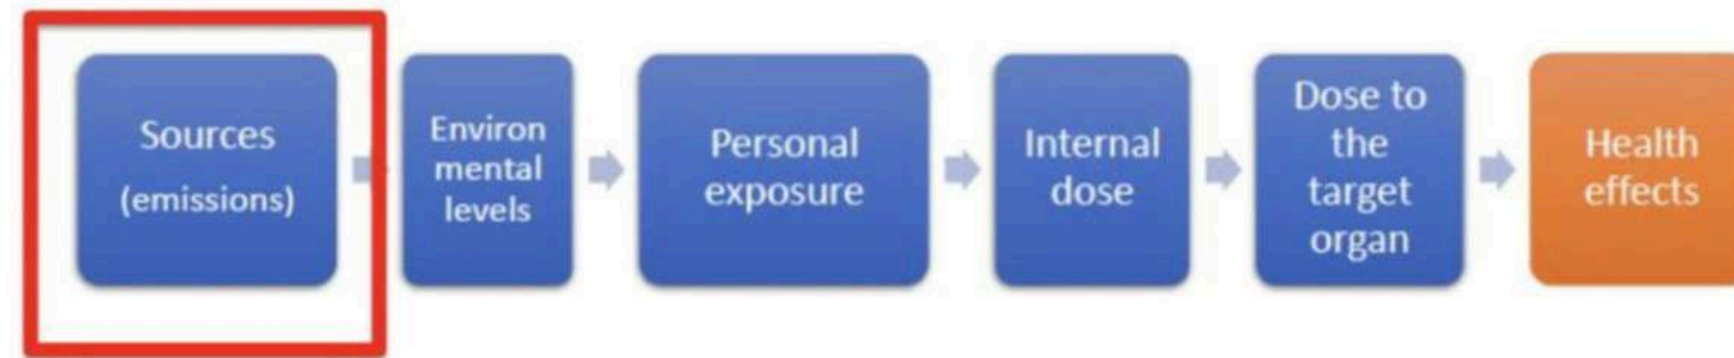 Sources
(emissions)
Environ
mental
levels
Personal
exposure
Internal
dose
Dose to
the
target
organ
Health
effects